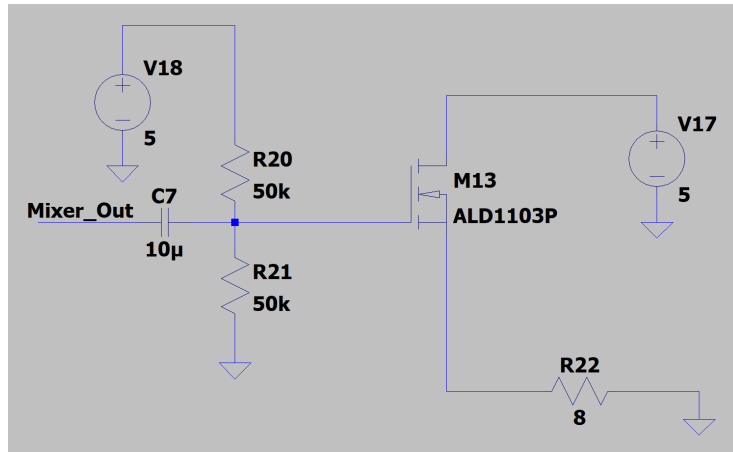 V18
5
R20
50k
C7
Mixer_Out
10µ
R21
50k
M13
ALD1103P
V17
5
R22
8